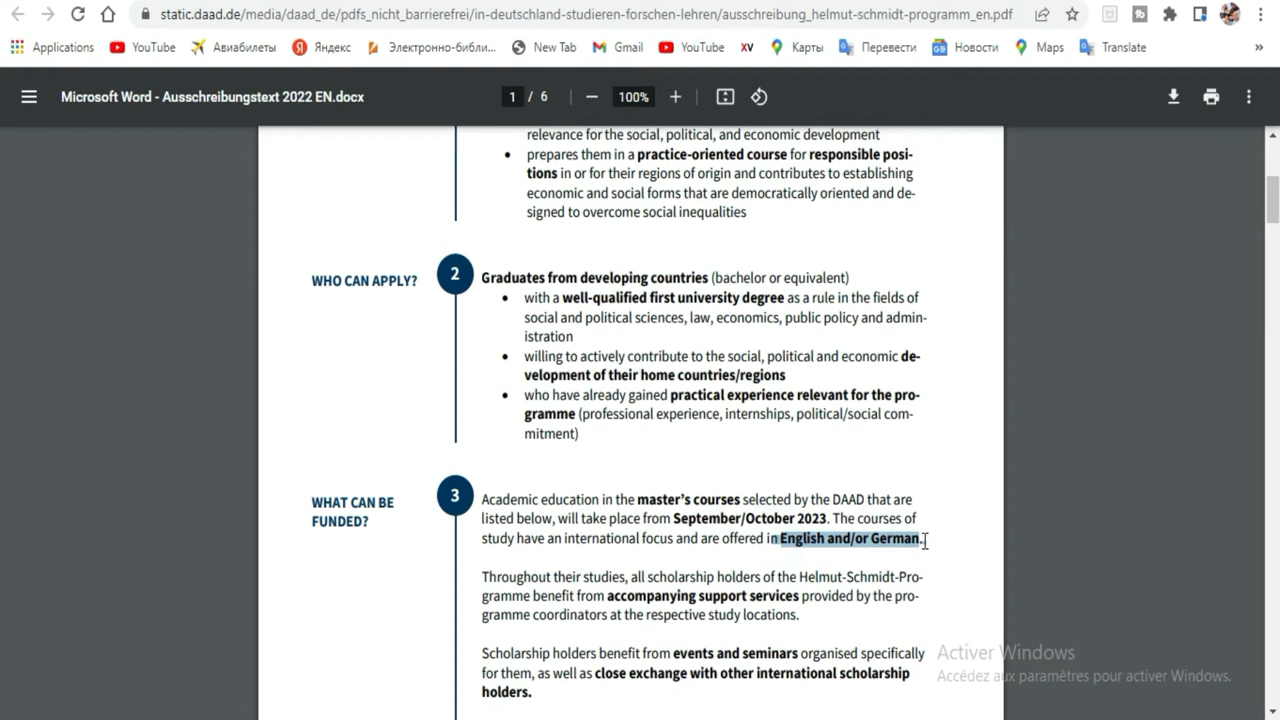 static.daad.de/media/daad_de/pdfs_nicht_barrierefrei/in-deutschland-studieren-forschen-lehren/ausschreibung_helmut-schmidt-programm_en.pdf
Applications YouTube Авиабилеты Яндекс Электронно-библи... New Tab Gmail YouTube XV Карты Перевести Новости Maps Translate »
Microsoft Word - Ausschreibungstext 2022 EN.docx 1 / 6 100%
relevance for the social, political, and economic development
• prepares them in a practice-oriented course for responsible posi-
tions in or for their regions of origin and contributes to establishing
economic and social forms that are democratically oriented and de-
signed to overcome social inequalities
WHO CAN APPLY? 2 Graduates from developing countries (bachelor or equivalent)
• with a well-qualified first university degree as a rule in the fields of
social and political sciences, law, economics, public policy and admin-
istration
• willing to actively contribute to the social, political and economic de-
velopment of their home countries/regions
• who have already gained practical experience relevant for the pro-
gramme (professional experience, internships, political/social com-
mitment)
WHAT CAN BE
FUNDED?
3
Academic education in the master's courses selected by the DAAD that are
listed below, will take place from September/October 2023. The courses of
study have an international focus and are offered in English and/or German.
Throughout their studies, all scholarship holders of the Helmut-Schmidt-Pro-
gramme benefit from accompanying support services provided by the pro-
gramme coordinators at the respective study locations.
Scholarship holders benefit from events and seminars organised specifically
for them, as well as close exchange with other international scholarship
holders.
Activer Windows
Accédez aux paramètres pour activer Windows.